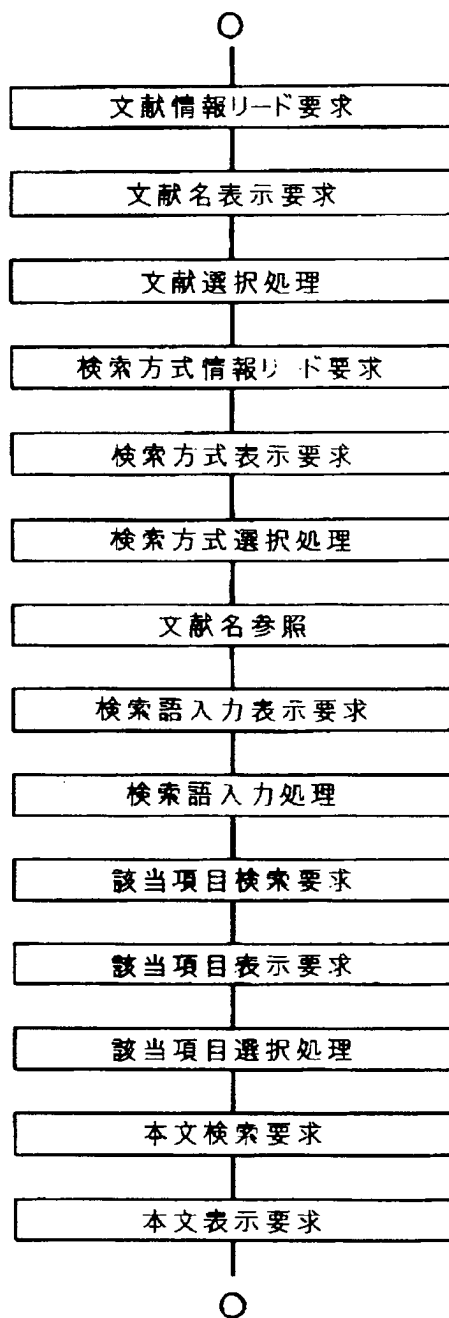 文献情報リード要求
文献名表示要求
文献選択処理
検索方式情報リード要求
検索方式表示要求
検索方式選択処理
文献名参照
検索語入力表示要求
検索語入力処理
該当項目検索要求
該当項目表示要求
該当項目選択処理
本文検索要求
本文表示要求